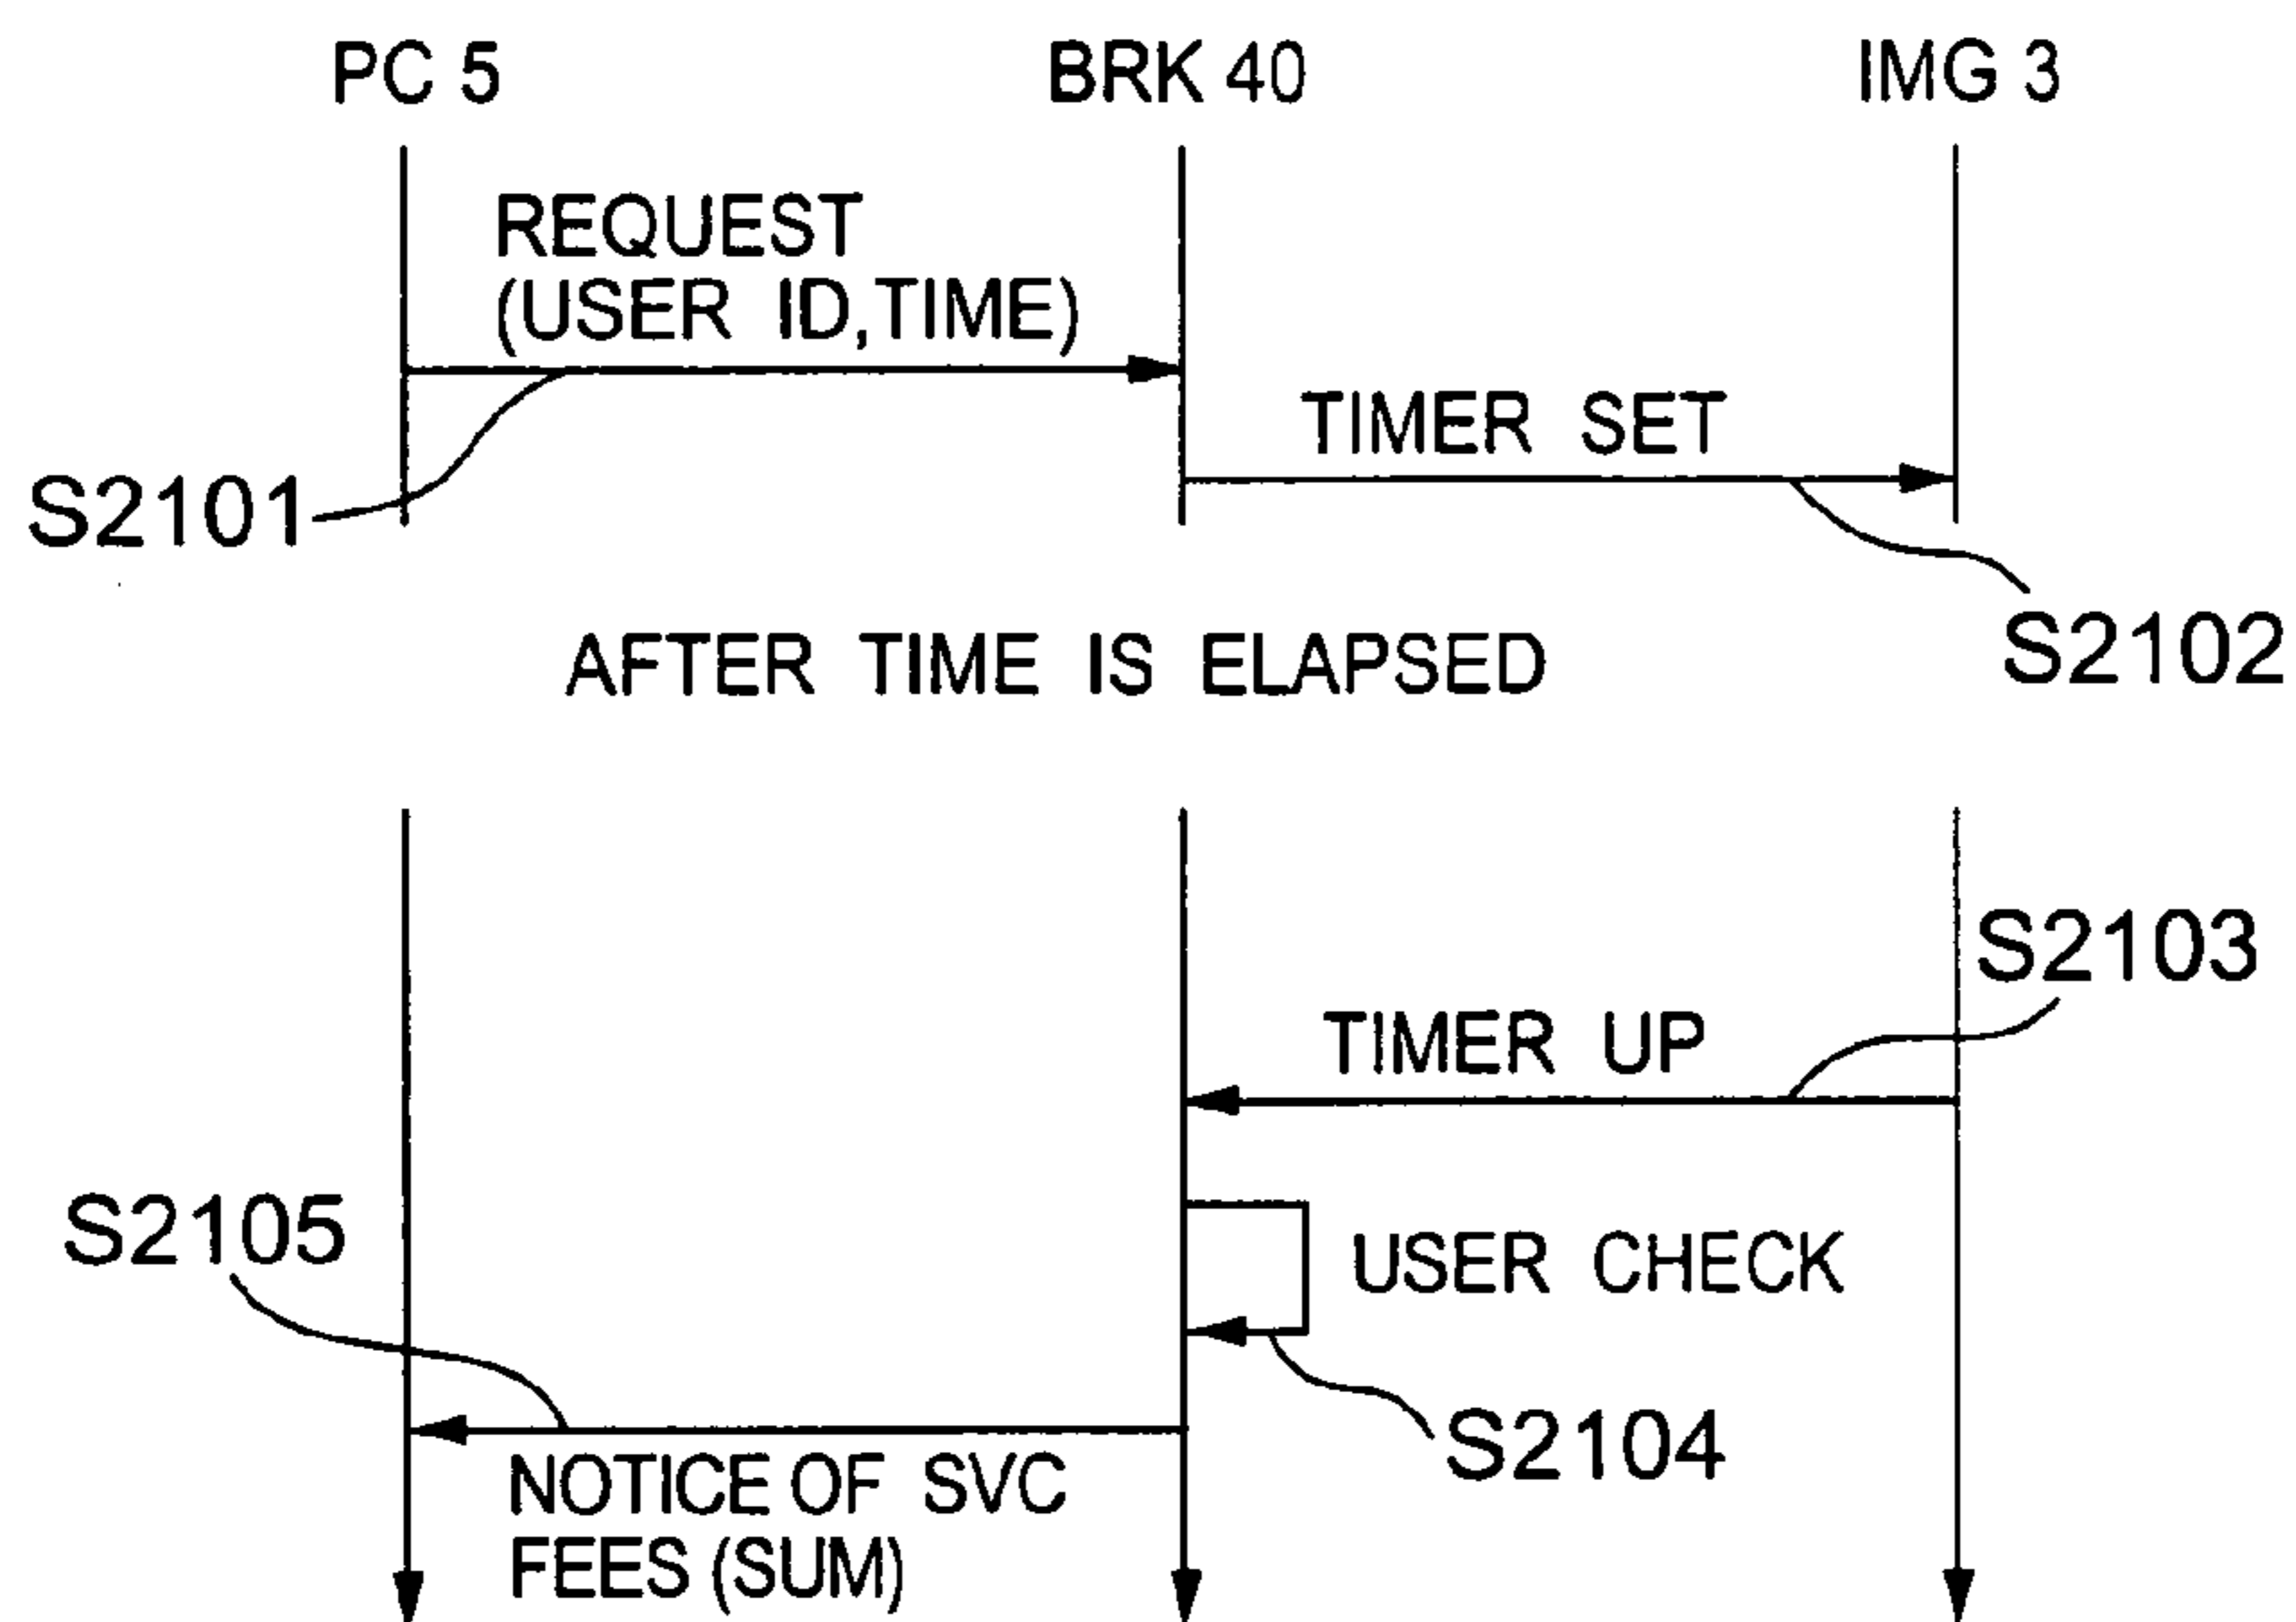 PC 5
BRK 40
IMG 3
REQUEST
(USER ID,TIME)
TIMER SET
S2101
S2102
AFTER TIME IS ELAPSED
S2103
TIMER UP
S2105
USER CHECK
S2104
NOTICE OF SVC
FEES (SUM)